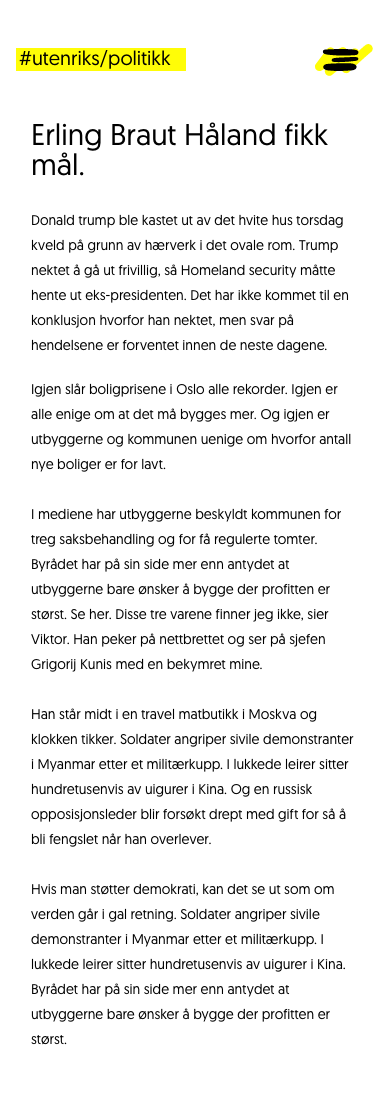 #utenriks/politikk
Erling Braut Håland fikk
mål.
Donald trump ble kastet ut av det hvite hus torsdag
kveld på grunn av hærverk i det ovale rom. Trump
nektet å gå ut frivillig, så Homeland security måtte
hente ut eks-presidenten. Det har ikke kommet til en
konklusjon hvorfor han nektet, men svar på
hendelsene er forventet innen de neste dagene.
Igjen slår boligprisene i Oslo alle rekorder. Igjen er
alle enige om at det må bygges mer. Og igjen er
utbyggerne og kommunen uenige om hvorfor antall
nye boliger er for lavt.
I mediene har utbyggerne beskyldt kommunen for
treg saksbehandling og for få regulerte tomter.
Byrådet har på sin side mer enn antydet at
utbyggerne bare ønsker å bygge der profitten er
størst. Se her. Disse tre varene finner jeg ikke, sier
Viktor. Han peker på nettbrettet og ser på sjefen
Grigorij Kunis med en bekymret mine.
Han står midt i en travel matbutikk i Moskva og
klokken tikker. Soldater angriper sivile demonstranter
i Myanmar etter et militærkupp. I lukkede leirer sitter
hundretusenvis av uigurer i Kina. Og en russisk
opposisjonsleder blir forsøkt drept med gift for så å
bli fengslet når han overlever.
Hvis man støtter demokrati, kan det se ut som om
verden går i gal retning. Soldater angriper sivile
demonstranter i Myanmar etter et militærkupp. I
lukkede leirer sitter hundretusenvis av uigurer i Kina.
Byrådet har på sin side mer enn antydet at
utbyggerne bare ønsker å bygge der profitten er
størst.